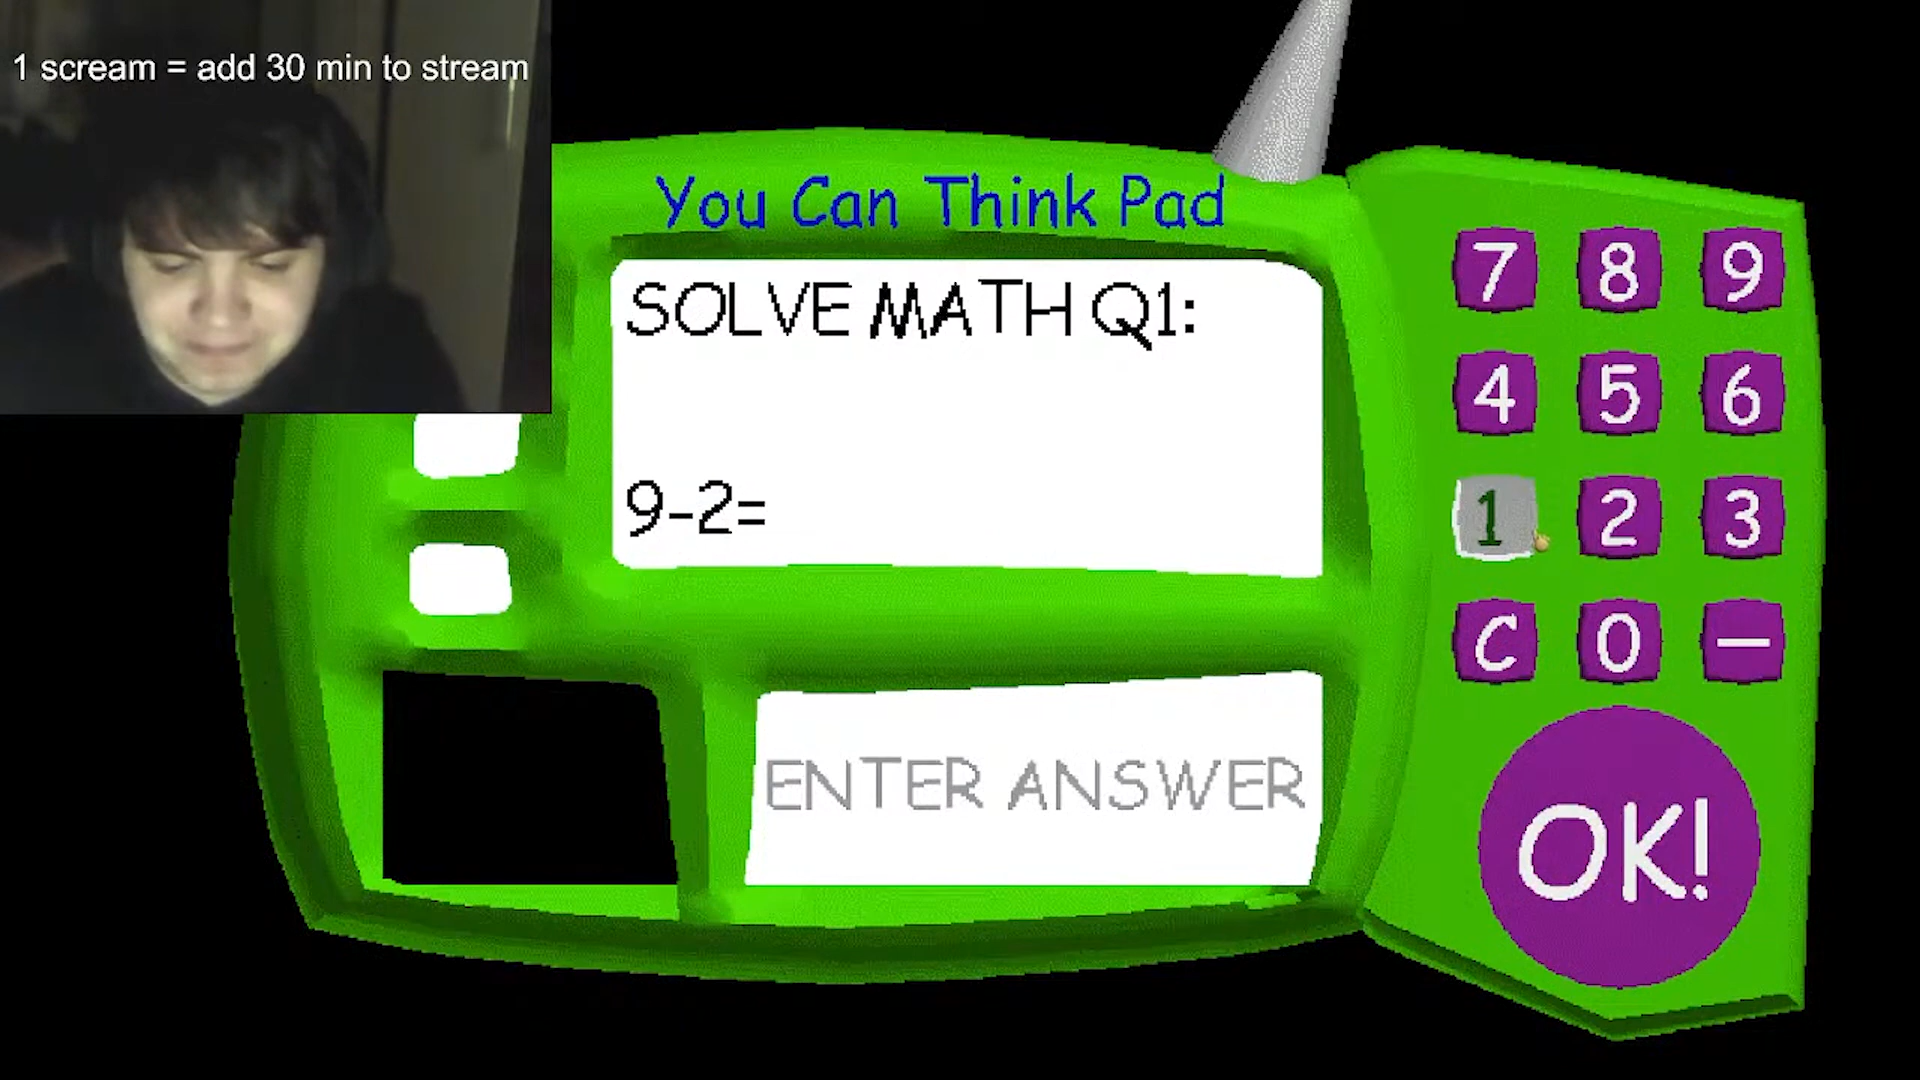 1 scream = add 30 min to stream
You Can Think Pad
SOLVE MATH Q1:
9-2=
ENTER ANSWER
7 8 9
4 5 6
1 2 3
C 0 –
OK!